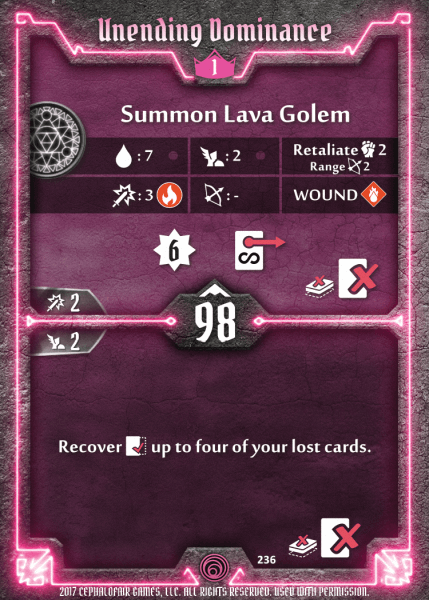 Unending Dominance
1
Summon Lava Golem
: 7
: 2
Retaliate 2
Range 2
: 3
: -
WOUND
6
2
98
2
Recover up to four of your lost cards.
236
2017 CEPHALOFAIR GAMES, LLC. ALL RIGHTS RESERVED. USED WITH PERMISSION.